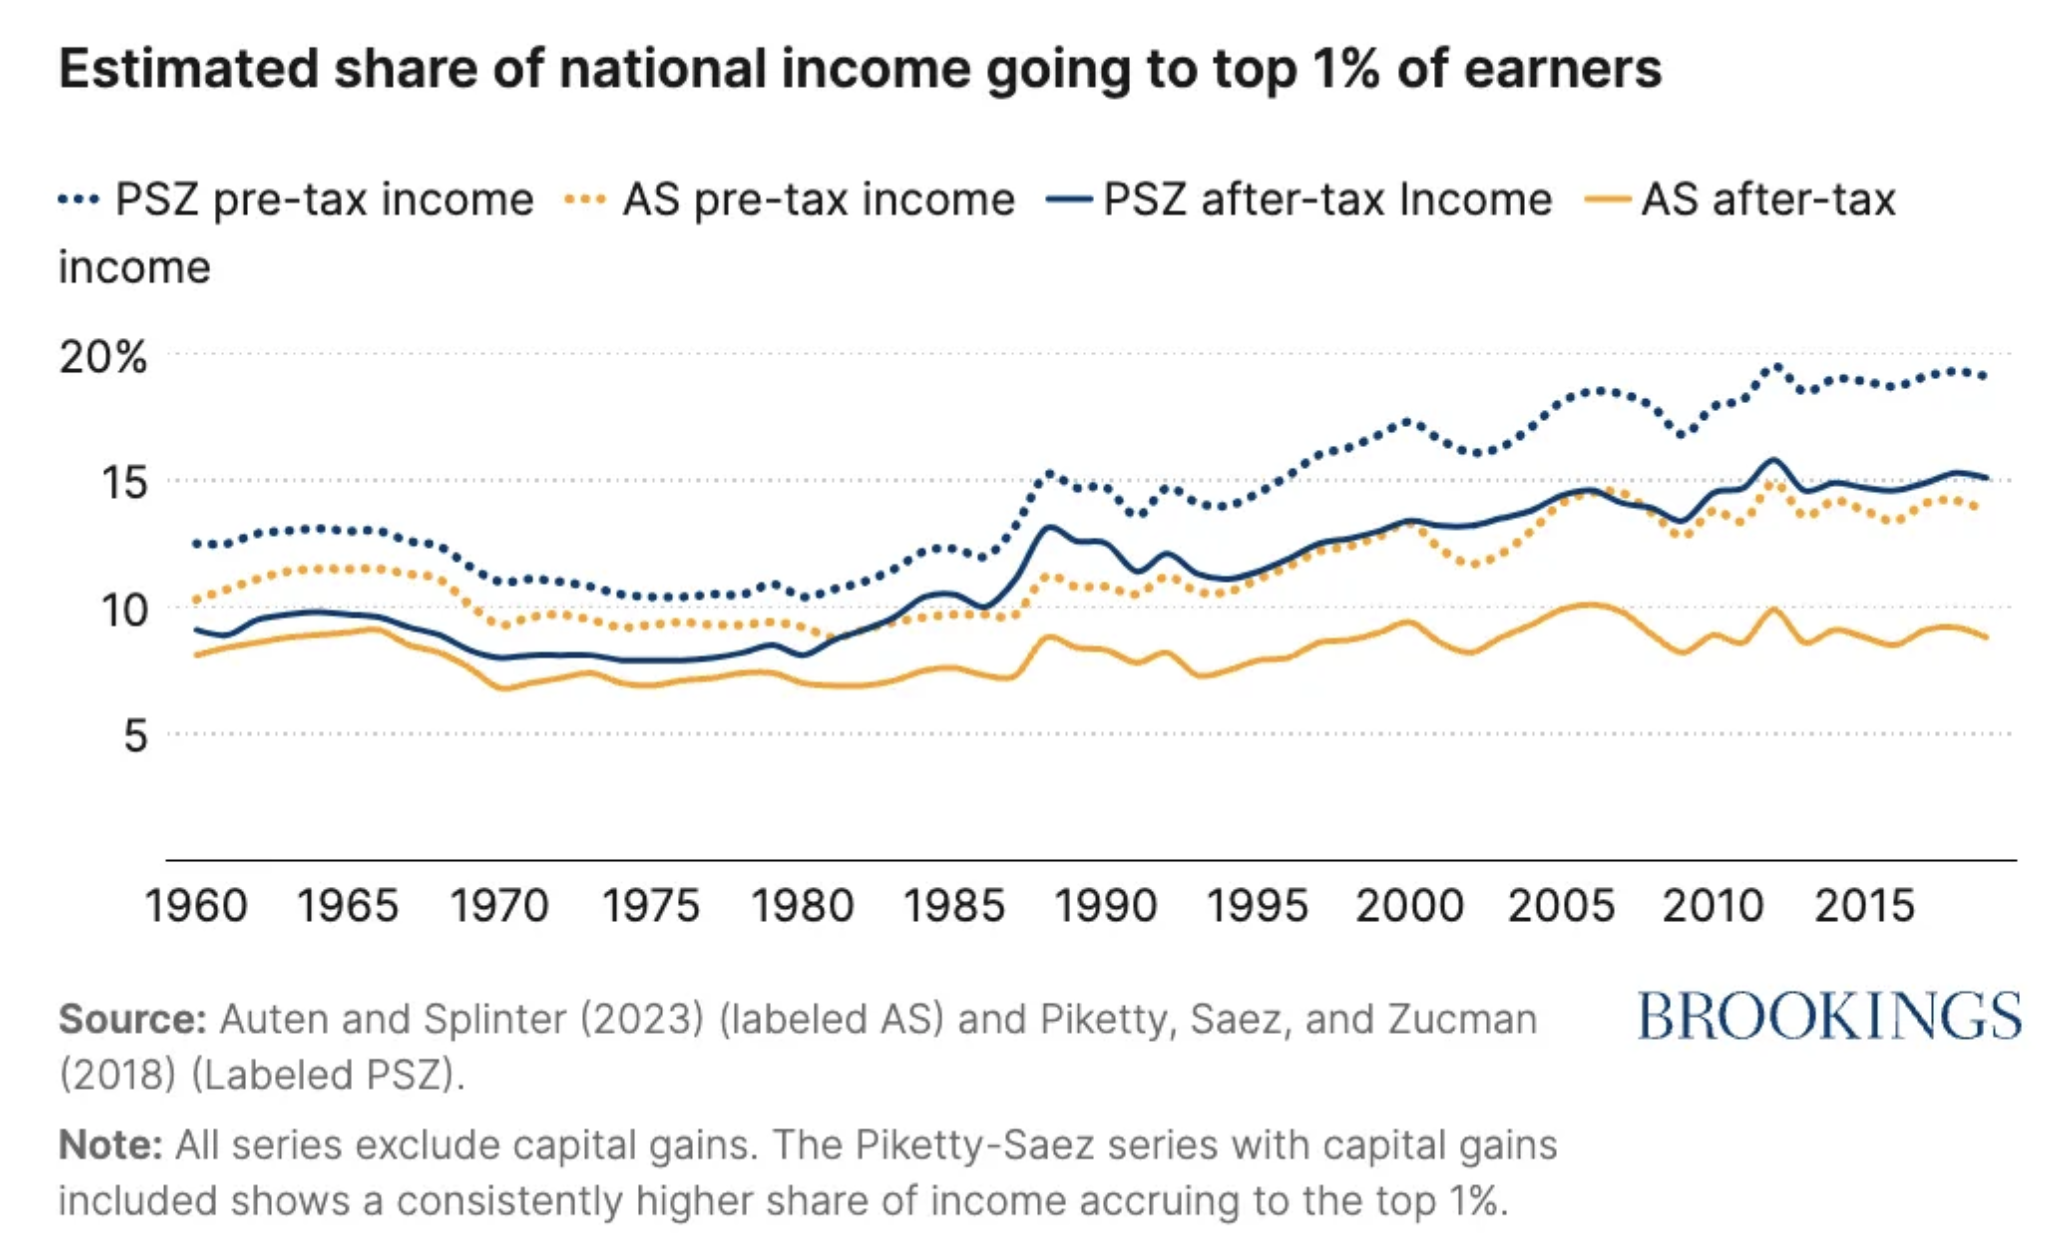 Estimated share of national income going to top 1% of earners
PSZ pre-tax income AS pre-tax income PSZ after-tax Income AS after-tax
income
20%
15
10
5
1960 1965 1970 1975 1980 1985 1990 1995 2000 2005 2010 2015
Source: Auten and Splinter (2023) (labeled AS) and Piketty, Saez, and Zucman
(2018) (Labeled PSZ).
BROOKINGS
Note: All series exclude capital gains. The Piketty-Saez series with capital gains
included shows a consistently higher share of income accruing to the top 1%.